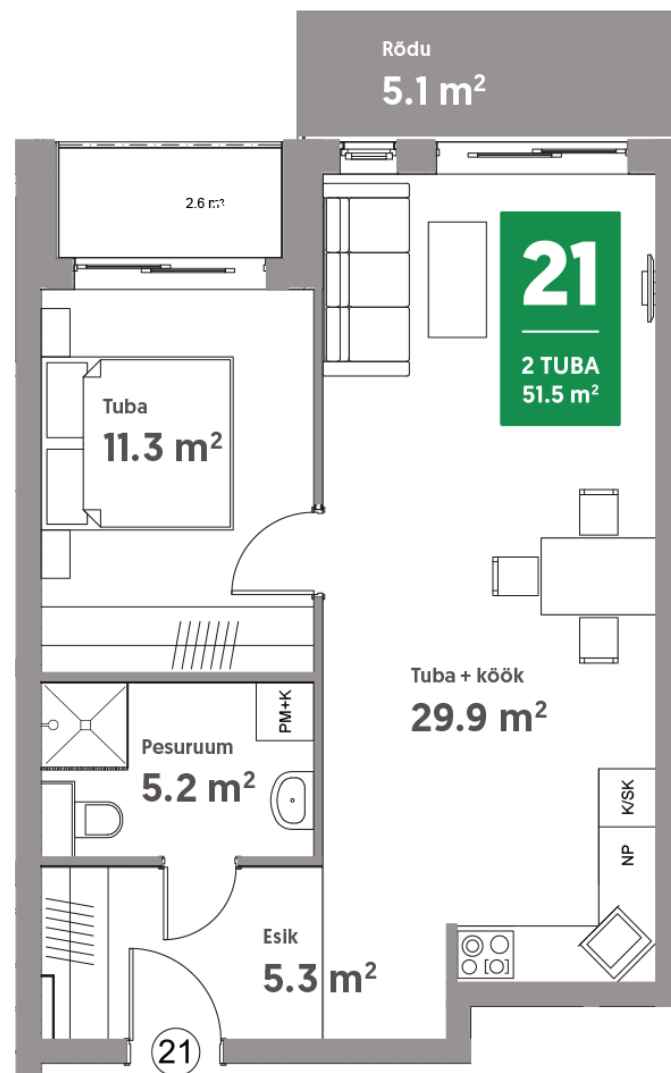 Rõdu
5.1 m²
2.6 m²
21
2 TUBA
51.5 m²
Tuba
11.3 m²
Tuba + köök
29.9 m²
PM+K
Pesuruum
5.2 m²
K/SK
NP
Esik
5.3 m²
21